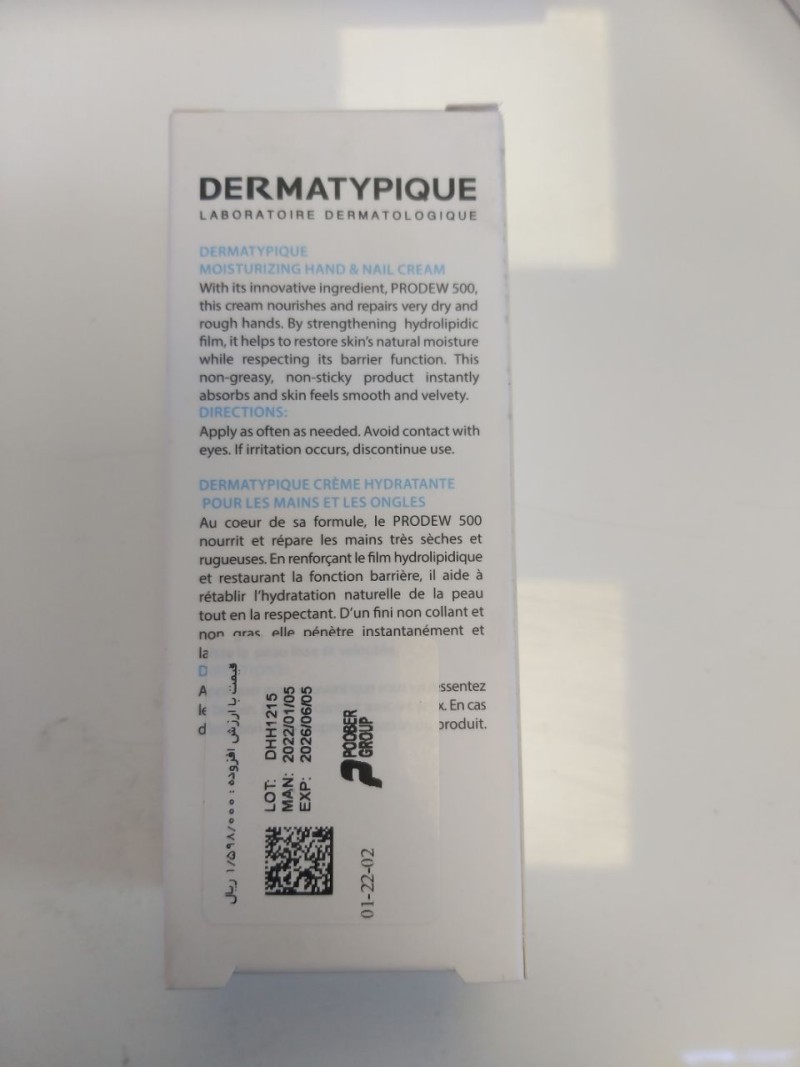 DERMATYPIQUE
LABORATOIRE DERMATOLOGIQUE
DERMATYPIQUE
MOISTURIZING HAND & NAIL CREAM
With its innovative ingredient, PRODEW 500,
this cream nourishes and repairs very dry and
rough hands. By strengthening hydrolipidic
film, it helps to restore skin's natural moisture
while respecting its barrier function. This
non-greasy, non-sticky product instantly
absorbs and skin feels smooth and velvety.
DIRECTIONS:
Apply as often as needed. Avoid contact with
eyes. If irritation occurs, discontinue use.
DERMATYPIQUE CRÈME HYDRATANTE
POUR LES MAINS ET LES ONGLES
Au coeur de sa formule, le PRODEW 500
nourrit et répare les mains très sèches et
rugueuses. En renforçant le film hydrolipidique
et restaurant la fonction barrière, il aide à
rétablir l'hydratation naturelle de la peau
tout en la respectant. D'un fini non collant et
non gras, elle pénètre instantanément et
En cas
produit.
قیمت با ارزش افزوده : ۱/۵۹۸/۰۰۰ ریال
LOT: DHH1215
MAN: 2022/01/05
EXP: 2026/06/05
POOBER
GROUP
01-22-02